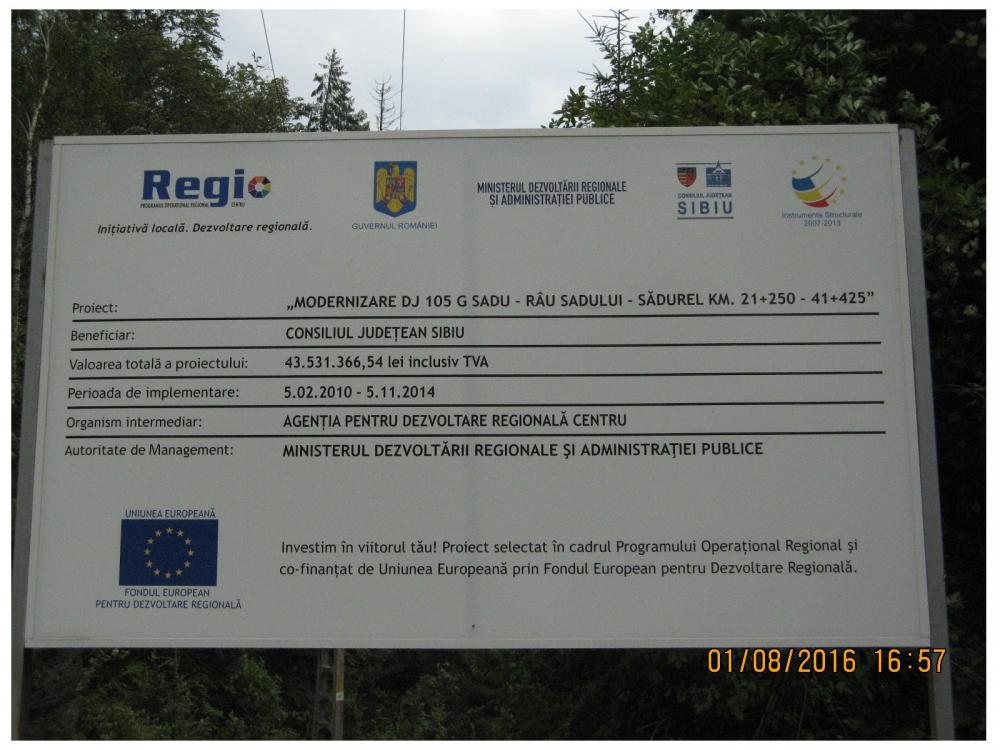 Regio
PROGRAMUL OPERAȚIONAL REGIONAL CENTRU
Inițiativă locală. Dezvoltare regională.
GUVERNUL ROMÂNIEI
MINISTERUL DEZVOLTĂRII REGIONALE
ȘI ADMINISTRAȚIEI PUBLICE
CONSILIUL JUDEȚEAN
SIBIU
Instrumente Structurale
2007-2013
Proiect: „MODERNIZARE DJ 105 G SADU – RÂU SADULUI – SĂDUREL KM. 21+250 – 41+425”
Beneficiar: CONSILIUL JUDEȚEAN SIBIU
Valoarea totală a proiectului: 43.531.366,54 lei inclusiv TVA
Perioada de implementare: 5.02.2010 - 5.11.2014
Organism intermediar: AGENȚIA PENTRU DEZVOLTARE REGIONALĂ CENTRU
Autoritate de Management: MINISTERUL DEZVOLTĂRII REGIONALE ŞI ADMINISTRAŢIEI PUBLICE
UNIUNEA EUROPEANĂ
FONDUL EUROPEAN
PENTRU DEZVOLTARE REGIONALĂ
Investim în viitorul tău! Proiect selectat în cadrul Programului Operațional Regional și
co-finanțat de Uniunea Europeană prin Fondul European pentru Dezvoltare Regională.
01/08/2016 16:57